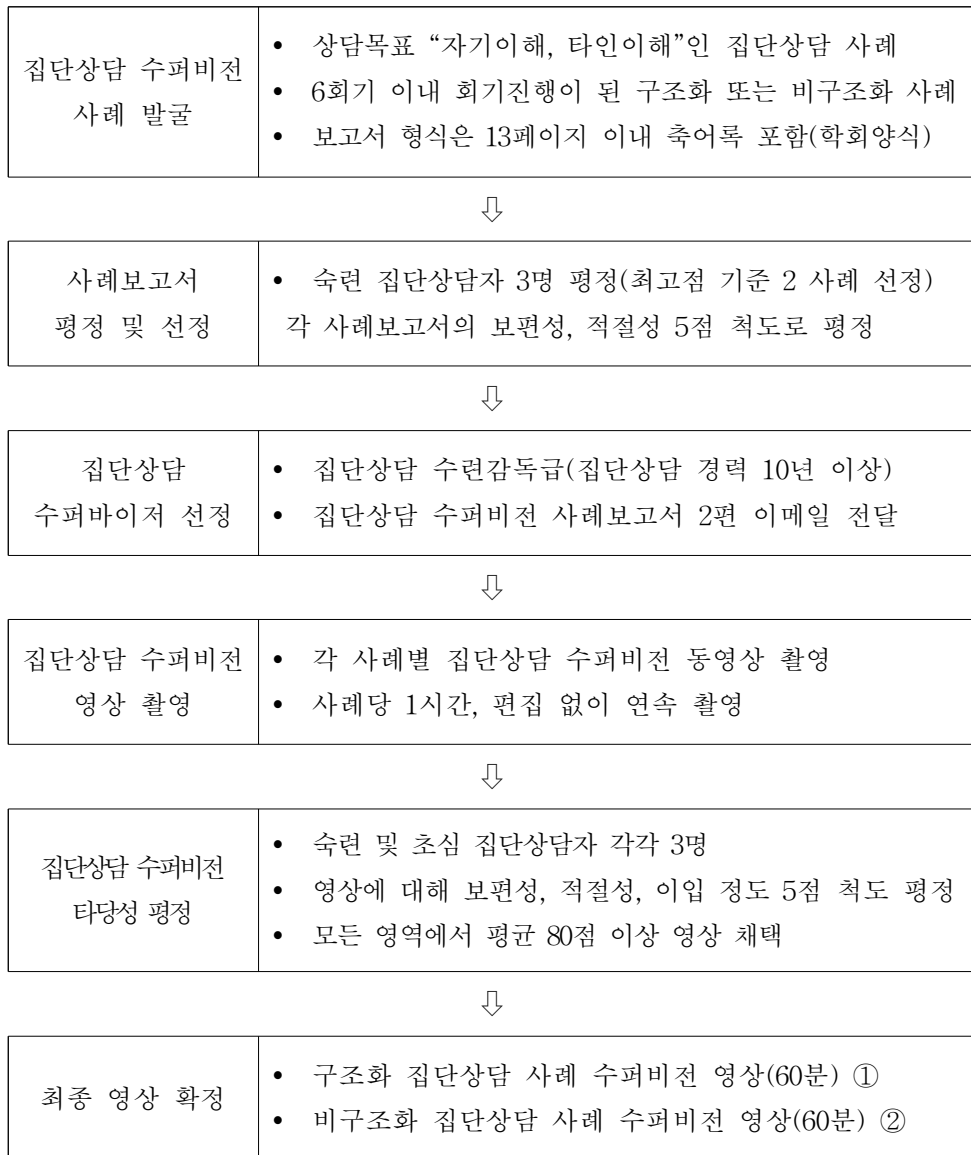 집단상담 수퍼비전
사례 발굴
• 상담목표 “자기이해, 타인이해”인 집단상담 사례
• 6회기 이내 회기진행이 된 구조화 또는 비구조화 사례
• 보고서 형식은 13페이지 이내 축어록 포함(학회양식)
⇩
사례보고서
평정 및 선정
• 숙련 집단상담자 3명 평정(최고점 기준 2 사례 선정)
각 사례보고서의 보편성, 적절성 5점 척도로 평정
⇩
집단상담
수퍼바이저 선정
• 집단상담 수련감독급(집단상담 경력 10년 이상)
• 집단상담 수퍼비전 사례보고서 2편 이메일 전달
⇩
집단상담 수퍼비전
영상 촬영
• 각 사례별 집단상담 수퍼비전 동영상 촬영
• 사례당 1시간, 편집 없이 연속 촬영
⇩
집단상담 수퍼비전
타당성 평정
• 숙련 및 초심 집단상담자 각각 3명
• 영상에 대해 보편성, 적절성, 이입 정도 5점 척도 평정
• 모든 영역에서 평균 80점 이상 영상 채택
⇩
최종 영상 확정
• 구조화 집단상담 사례 수퍼비전 영상(60분) ①
• 비구조화 집단상담 사례 수퍼비전 영상(60분) ②